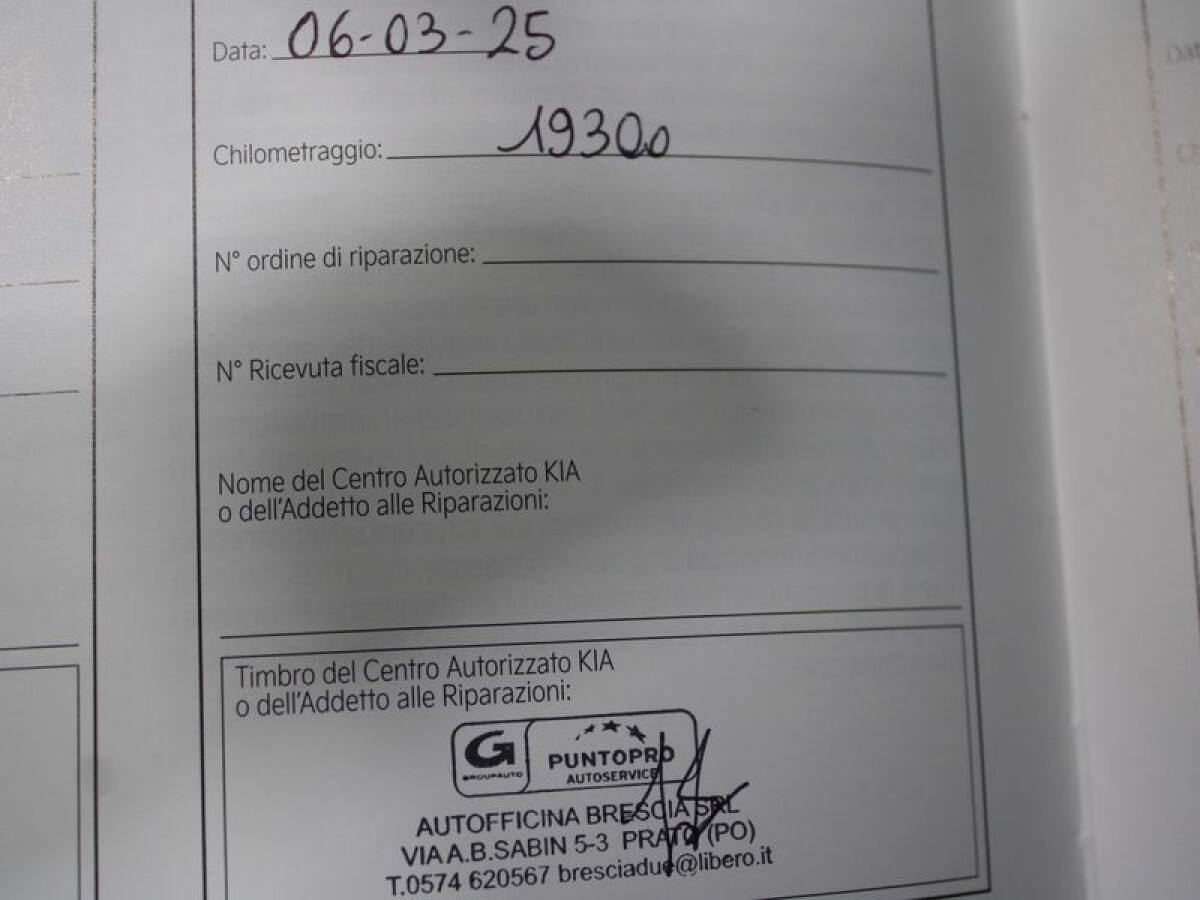 Data: 06-03-25
Chilometraggio: 19300
N° ordine di riparazione:
N° Ricevuta fiscale:
Nome del Centro Autorizzato KIA
o dell'Addetto alle Riparazioni:
Timbro del Centro Autorizzato KIA
o dell'Addetto alle Riparazioni:
G
GROUPAUTO
PUNTOPRO
AUTOSERVICE
AUTOFFICINA BRESCIA SRL
VIA A.B.SABIN 5-3 PRATO (PO)
T.0574 620567 bresciadue@libero.it